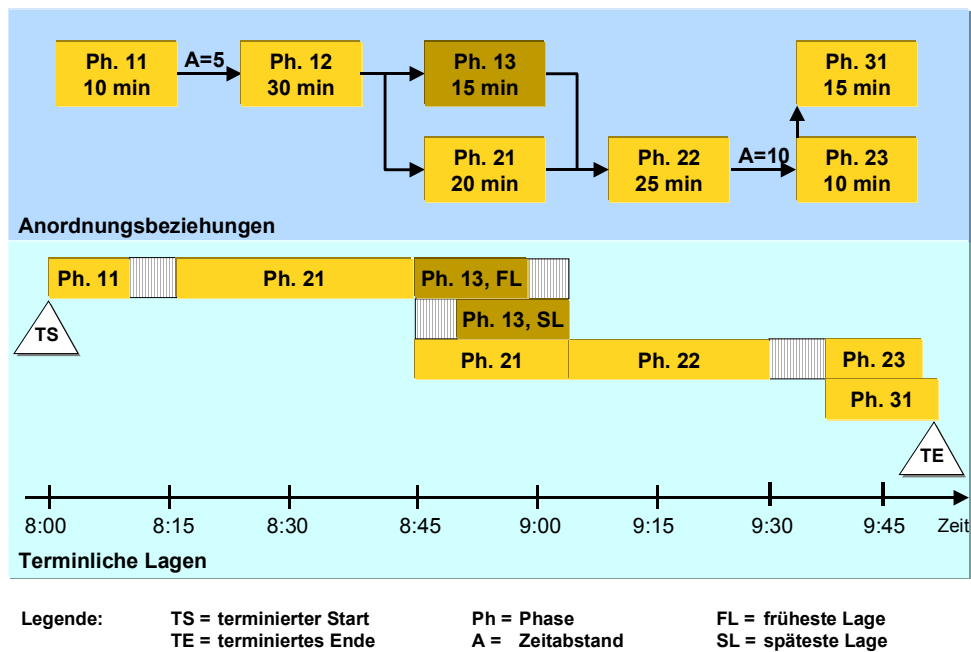 Ph. 11
10 min
A=5
Ph. 12
30 min
Ph. 13
15 min
Ph. 31
15 min
Ph. 21
20 min
Ph. 22
25 min
A=10
Ph. 23
10 min
Anordnungsbeziehungen
Ph. 11
Ph. 21
Ph. 13, FL
TS
Ph. 13, SL
Ph. 21
Ph. 22
Ph. 23
Ph. 31
TE
8:00 8:15 8:30 8:45 9:00 9:15 9:30 9:45 Zeit
Terminliche Lagen
Legende: TS = terminierter Start Ph = Phase FL = früheste Lage
TE = terminiertes Ende A = Zeitabstand SL = späteste Lage